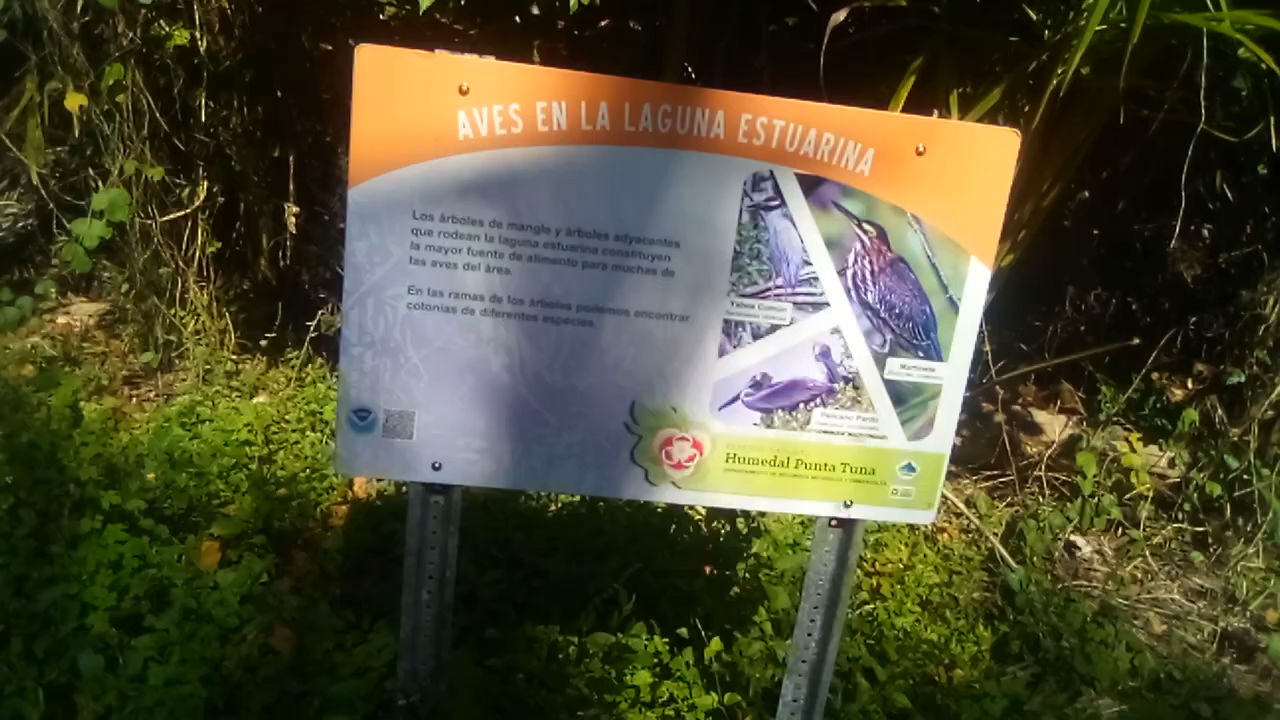 AVES EN LA LAGUNA ESTUARINA
Los árboles de mangle y árboles adyacentes
que rodean la laguna estuarina constituyen
la mayor fuente de alimento para muchas de
las aves del área.
En las ramas de los árboles podemos encontrar
colonias de diferentes especies.
Yaboa Común
Martinete
Pelícano Pardo
Humedal Punta Tuna
DEPARTAMENTO DE RECURSOS NATURALES Y AMBIENTALES